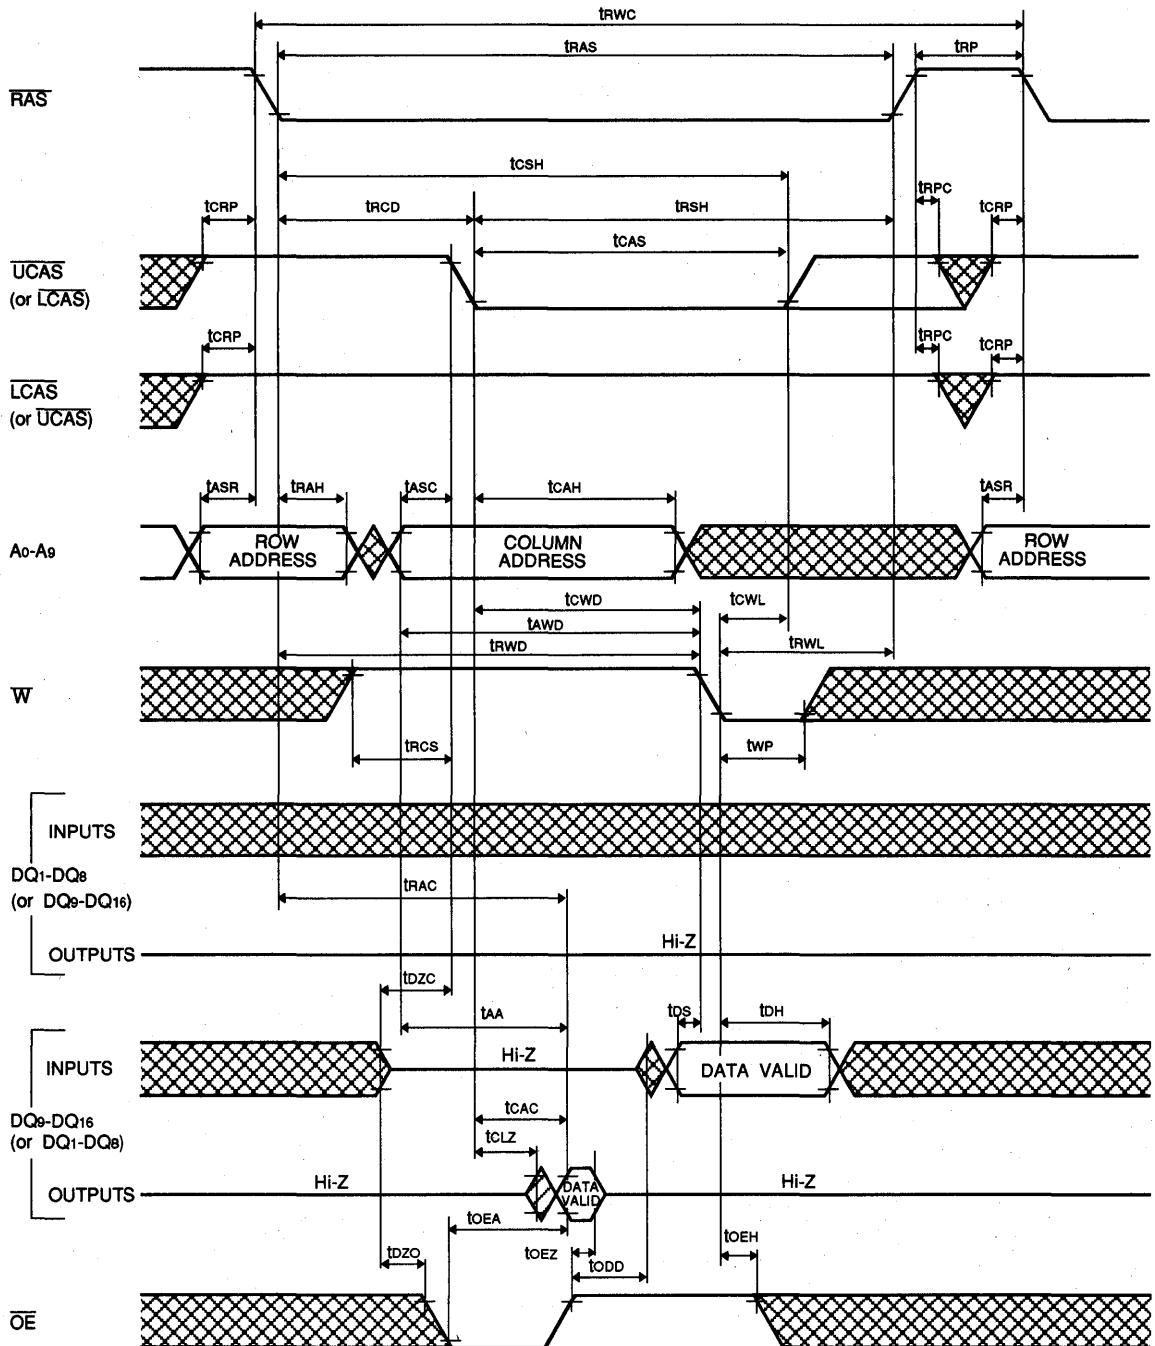 tRWC
tRAS
tRP
RAS
tCSH
tRPC
tCRP
tRCD
tRSH
tCRP
tCAS
UCAS
(or LCAS)
tCRP
tRPC
tCRP
LCAS
(or UCAS)
tASR
tRAH
tASC
tCAH
tASR
A0-A9
ROW
ADDRESS
COLUMN
ADDRESS
ROW
ADDRESS
tCWD
tCWL
tAWD
tRWD
tRWL
W
tRCS
tWP
INPUTS
DQ1-DQ8
(or DQ9-DQ16)
tRAC
Hi-Z
OUTPUTS
tDZC
tAA
tDS
tDH
Hi-Z
INPUTS
DATA VALID
tCAC
DQ9-DQ16
(or DQ1-DQ8)
tCLZ
Hi-Z
DATA
VALID
Hi-Z
OUTPUTS
tOEA
tDZO
tOEZ
tODD
tOEH
OE